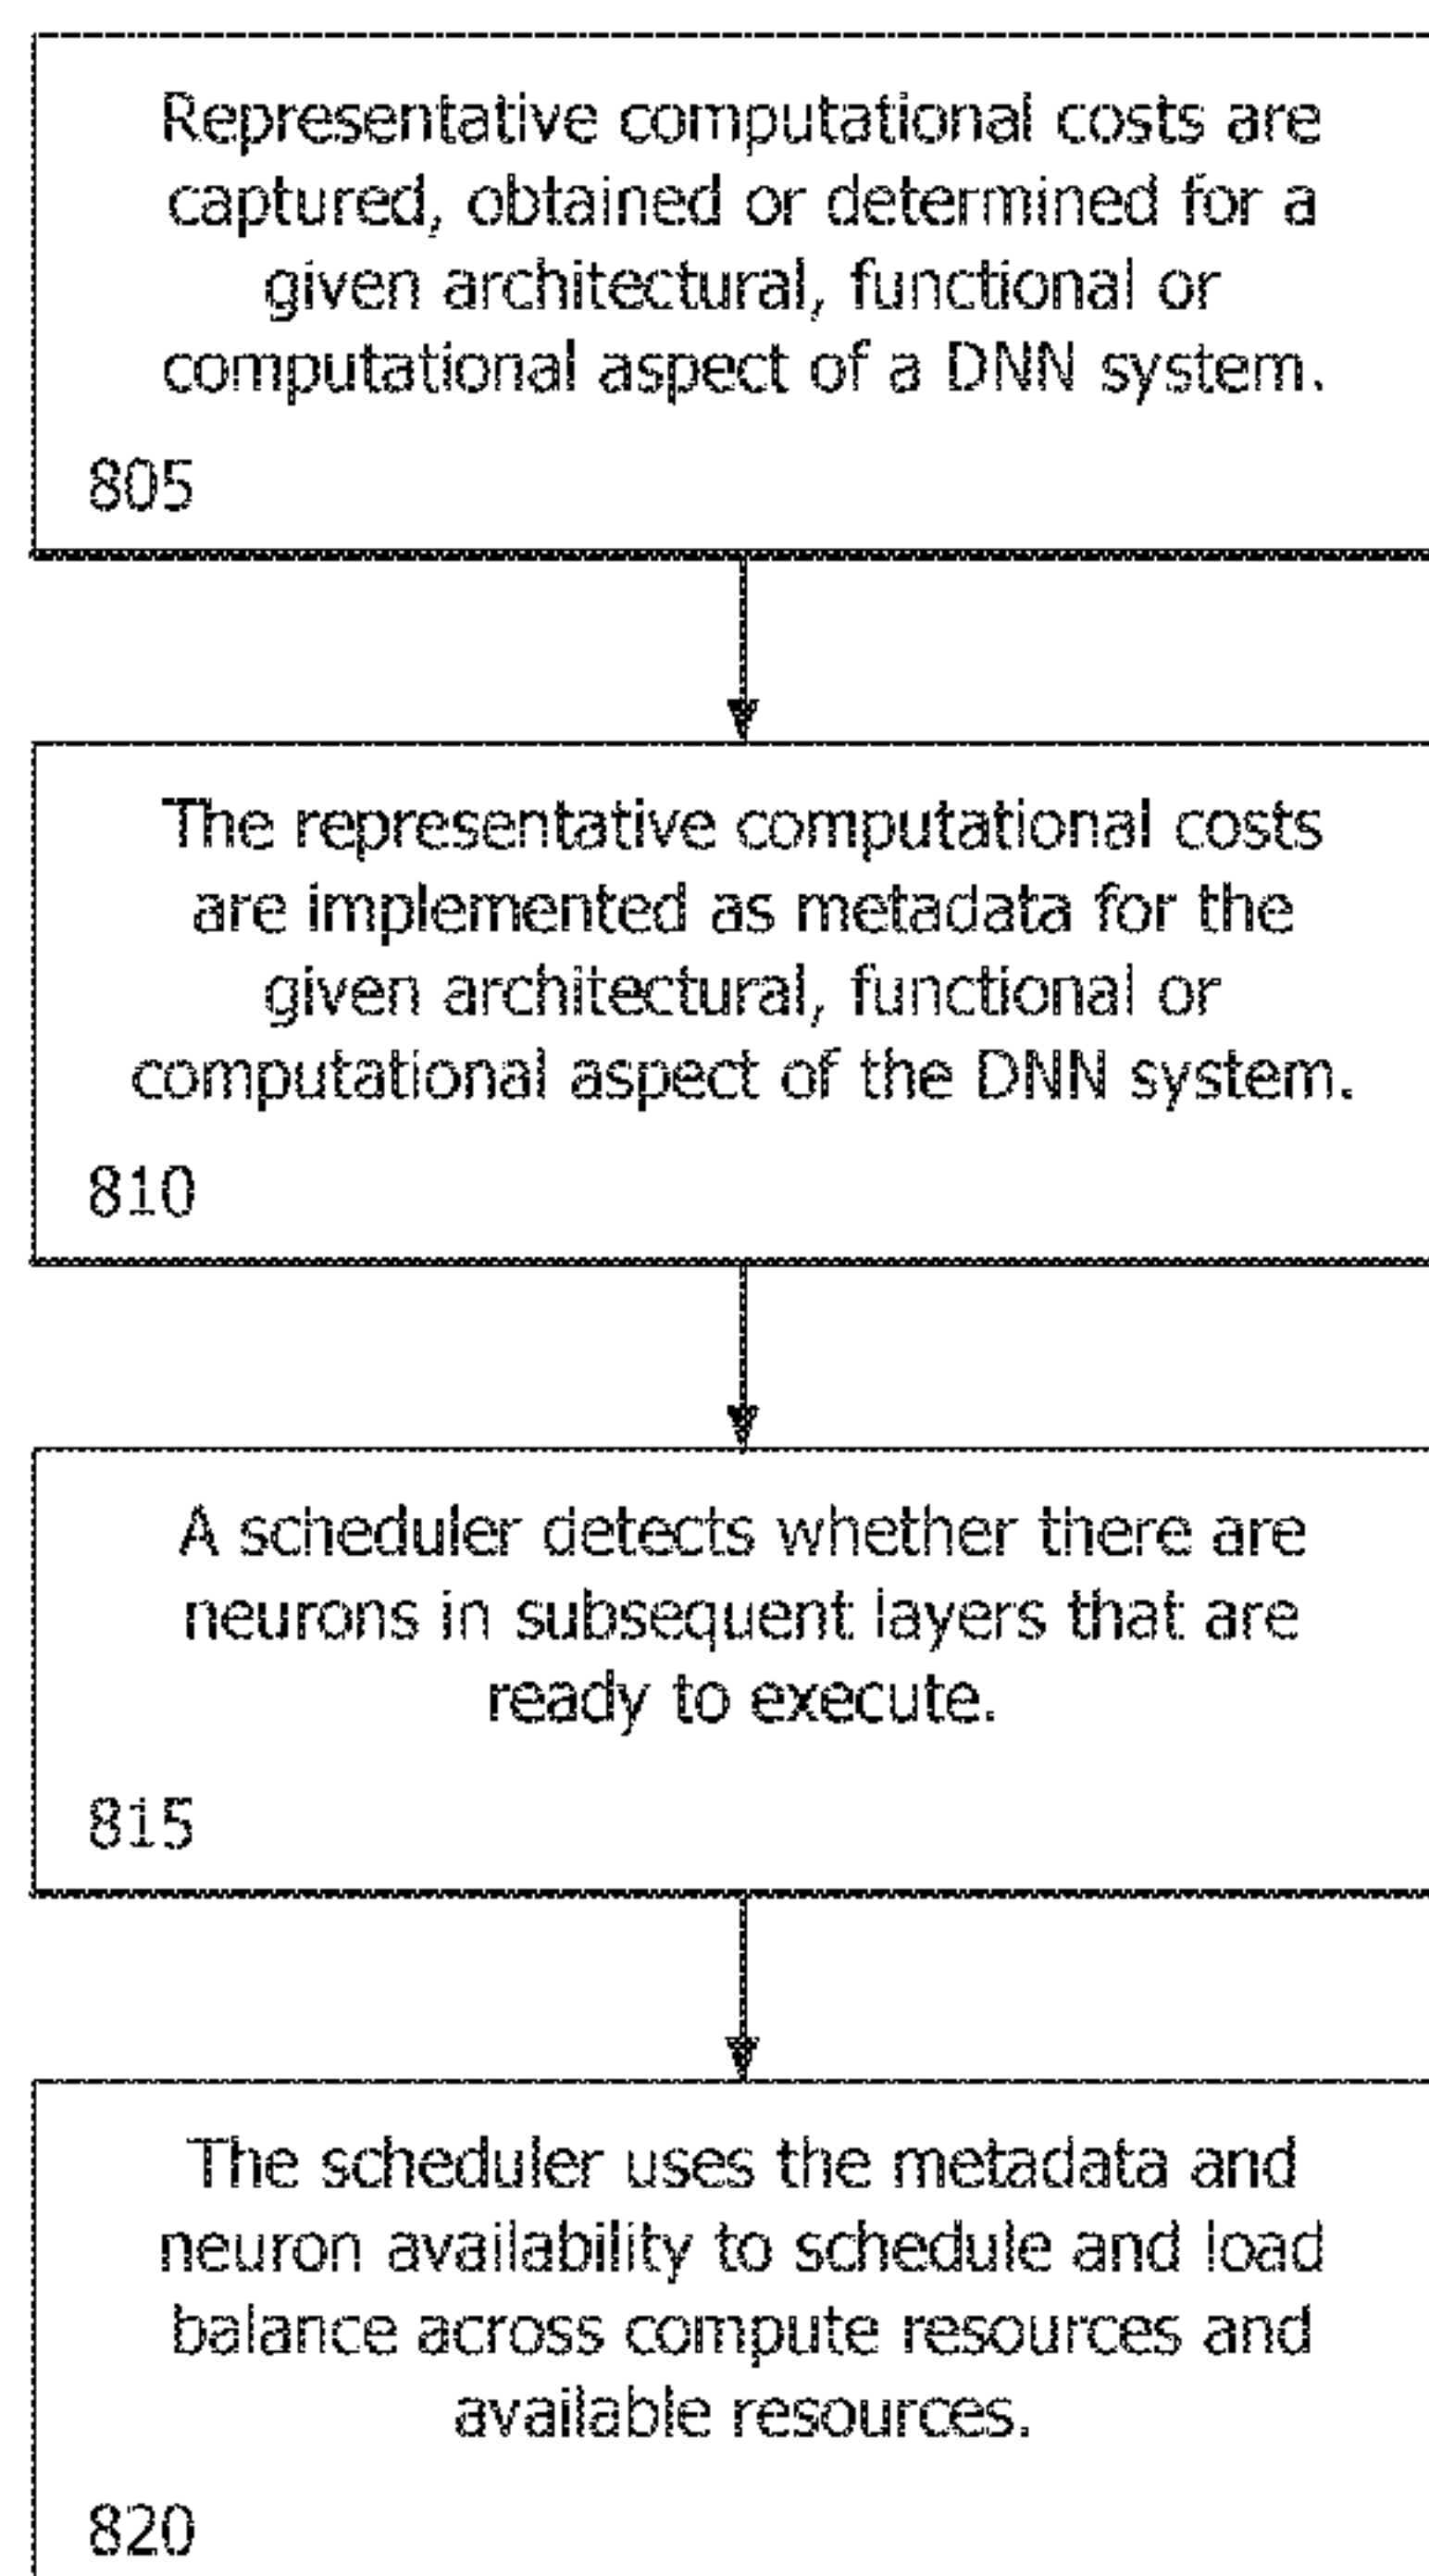 Representative computational costs are
captured, obtained or determined for a
given architectural, functional or
computational aspect of a DNN system.
805
The representative computational costs
are implemented as metadata for the
given architectural, functional or
computational aspect of the DNN system.
810
A scheduler detects whether there are
neurons in subsequent layers that are
ready to execute.
815
The scheduler uses the metadata and
neuron availability to schedule and load
balance across compute resources and
available resources.
820